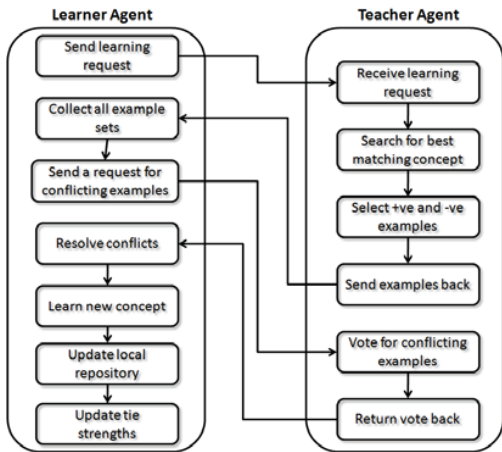 Learner Agent
Send learning
request
Collect all example
sets
Send a request for
conflicting examples
Resolve conflicts
Learn new concept
Update local
repository
Update tie
strengths
Teacher Agent
Receive learning
request
Search for best
matching concept
Select +ve and -ve
examples
Send examples back
Vote for conflicting
examples
Return vote back